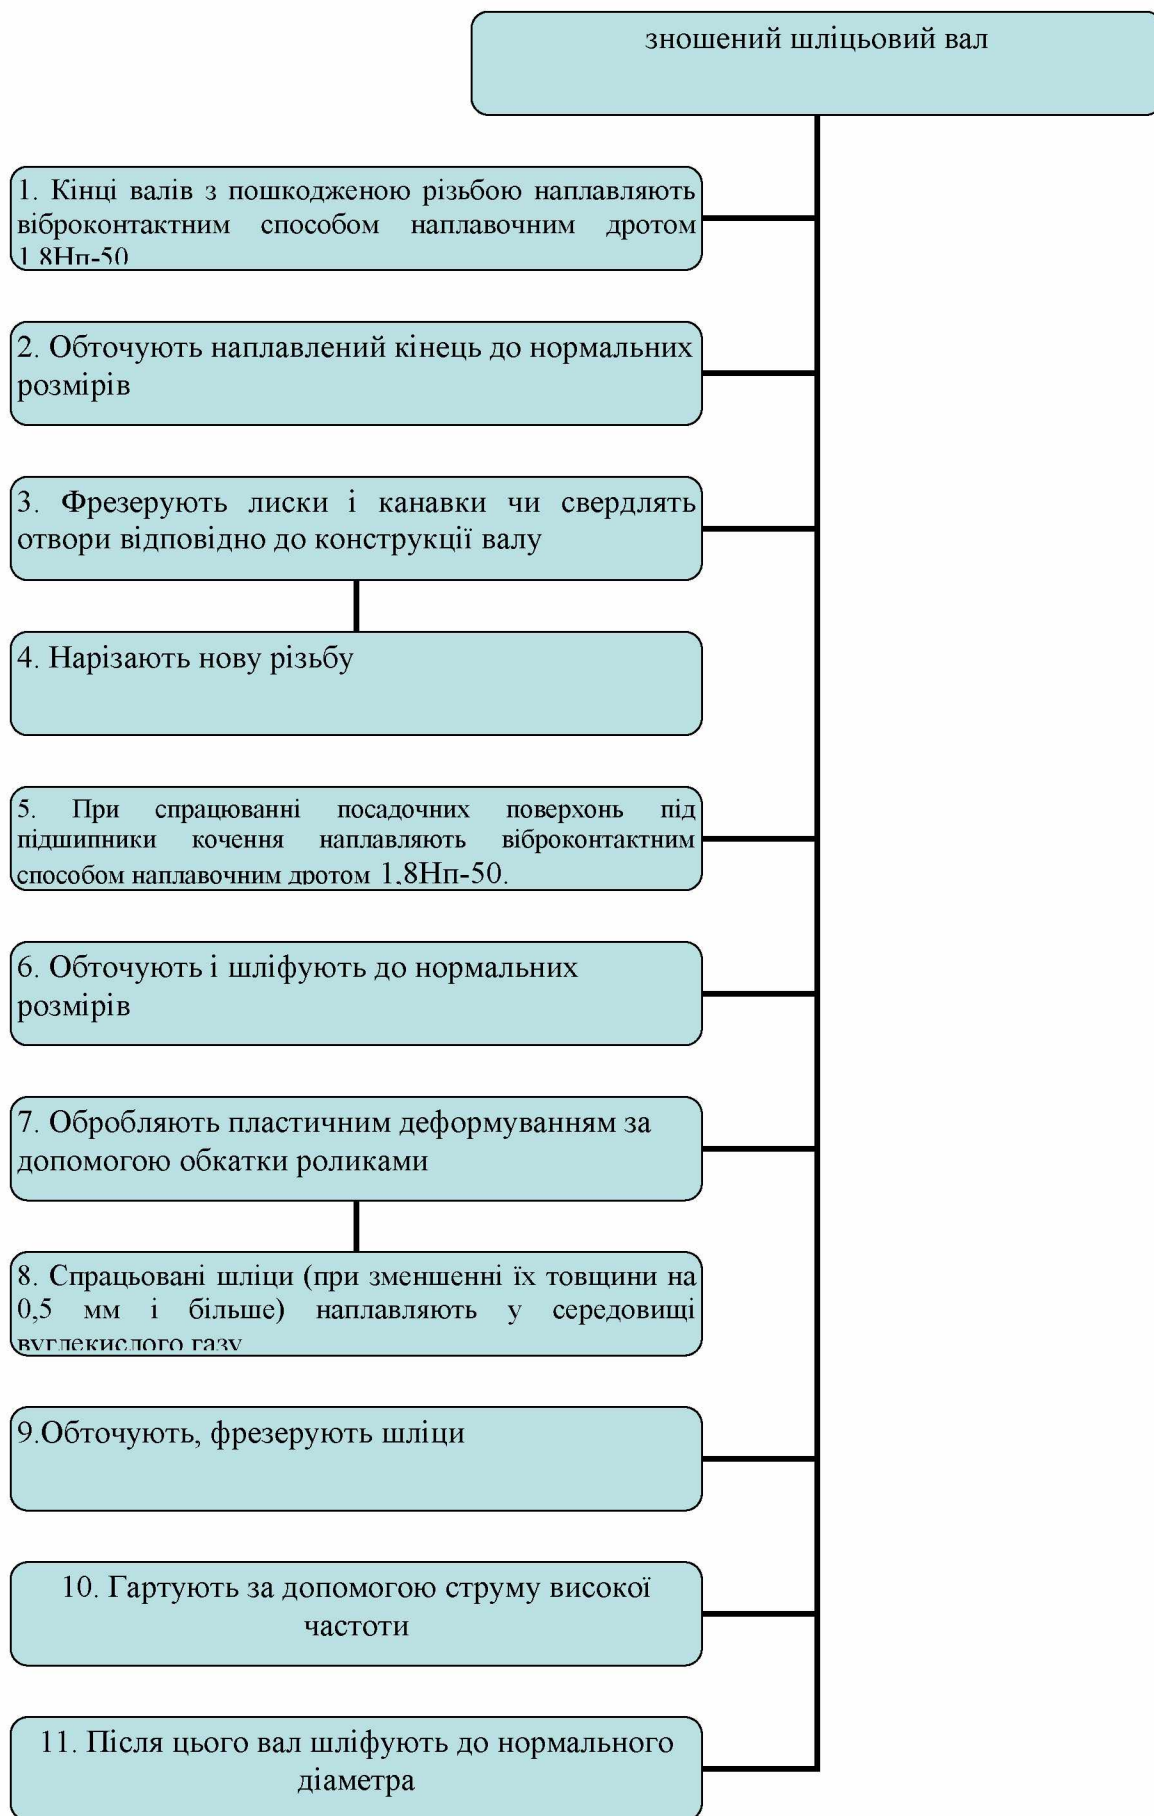 зношений шліцьовий вал
1. Кінці валів з пошкодженою різьбою наплавляють
віброконтактним способом наплавочним дротом
1,8Нп-50
2. Обточують наплавлений кінець до нормальних
розмірів
3. Фрезерують лиски і канавки чи свердлять
отвори відповідно до конструкції валу
4. Нарізають нову різьбу
5. При спрацюванні посадочних поверхонь під
підшипники кочення наплавляють віброконтактним
способом наплавочним дротом 1,8Нп-50.
6. Обточують і шліфують до нормальних
розмірів
7. Обробляють пластичним деформуванням за
допомогою обкатки роликами
8. Спрацьовані шліци (при зменшенні їх товщини на
0,5 мм і більше) наплавляють у середовищі
вуглекислого газу
9.Обточують, фрезерують шліци
10. Гартують за допомогою струму високої
частоти
11. Після цього вал шліфують до нормального
діаметра